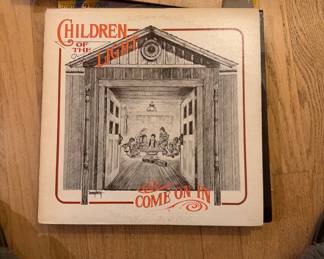 CHILDREN
OF THE
LIGHT
COME ON IN